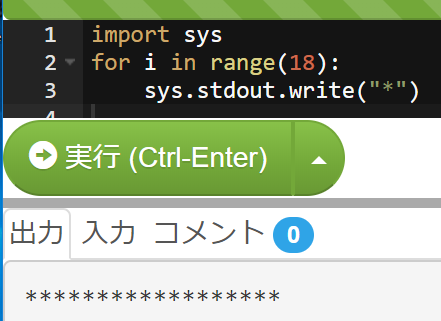 1 import sys
2 for i in range(18):
3     sys.stdout.write("*")
4
実行 (Ctrl-Enter)
出力 入力 コメント 0
******************